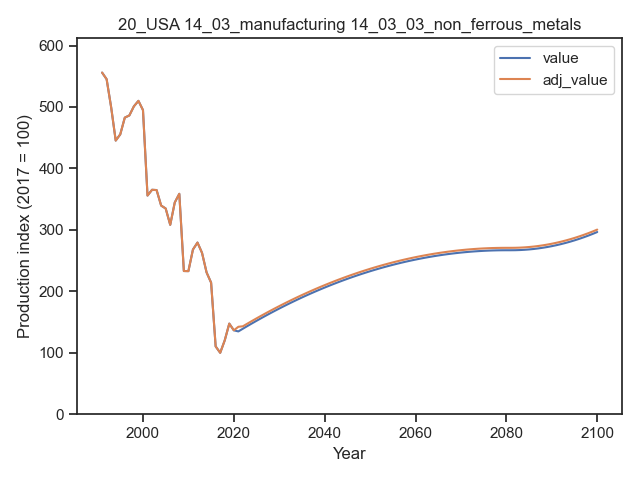 20_USA 14_03_manufacturing 14_03_03_non_ferrous_metals
600
500
400
300
200
100
0
Production index (2017 = 100)
value
adj_value
2000
2020
2040
2060
2080
2100
Year